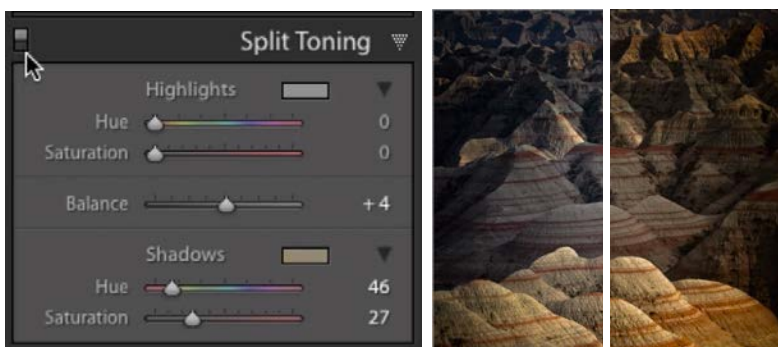 Split Toning
Highlights
Hue 0
Saturation 0
Balance + 4
Shadows
Hue 46
Saturation 27